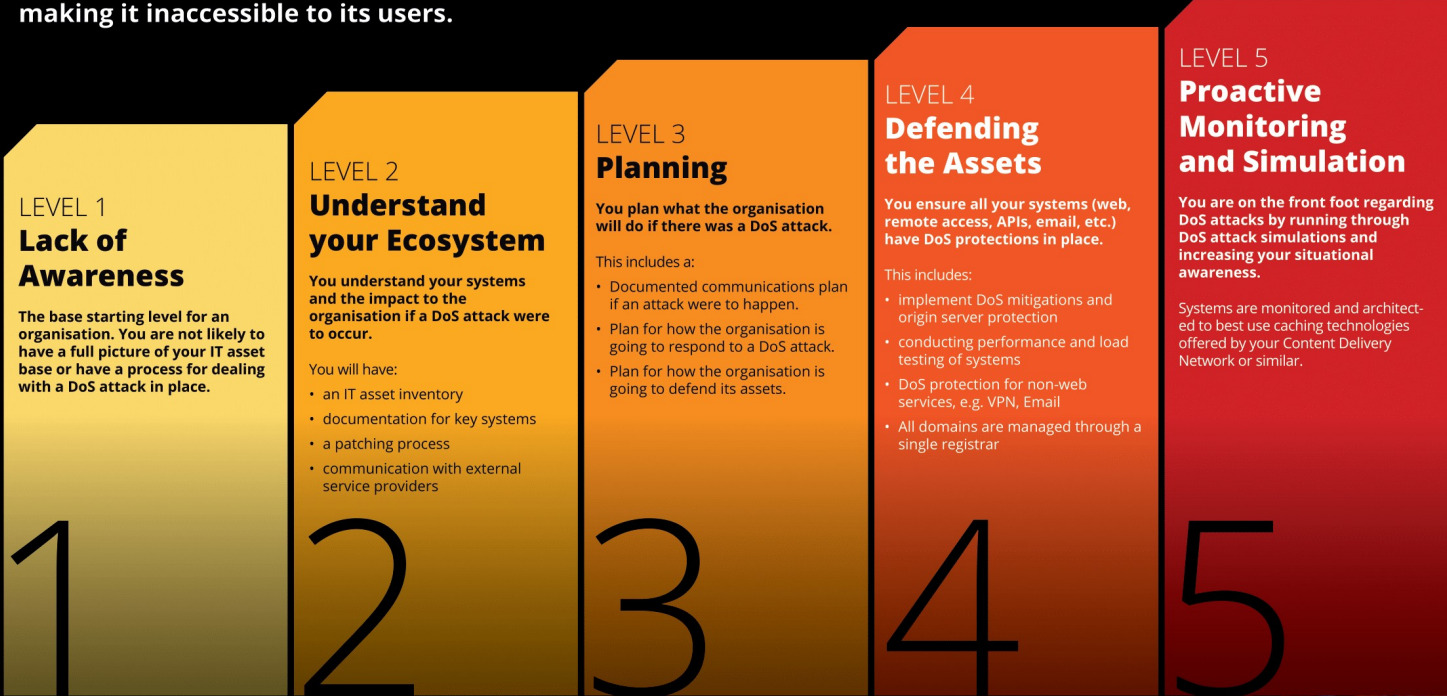 making it inaccessible to its users.
LEVEL 1
Lack of
Awareness
The base starting level for an
organisation. You are not likely to
have a full picture of your IT asset
base or have a process for dealing
with a DoS attack in place.
1
LEVEL 2
Understand
your Ecosystem
You understand your systems
and the impact to the
organisation if a DoS attack were
to occur.
You will have:
• an IT asset inventory
• documentation for key systems
• a patching process
• communication with external
service providers
2
LEVEL 3
Planning
You plan what the organisation
will do if there was a DoS attack.
This includes a:
• Documented communications plan
if an attack were to happen.
• Plan for how the organisation is
going to respond to a DoS attack.
• Plan for how the organisation is
going to defend its assets.
3
LEVEL 4
Defending
the Assets
You ensure all your systems (web,
remote access, APIs, email, etc.)
have DoS protections in place.
This includes:
• implement DoS mitigations and
origin server protection
• conducting performance and load
testing of systems
• DoS protection for non-web
services, e.g. VPN, Email
• All domains are managed through a
single registrar
4
LEVEL 5
Proactive
Monitoring
and Simulation
You are on the front foot regarding
DoS attacks by running through
DoS attack simulations and
increasing your situational
awareness.
Systems are monitored and architect-
ed to best use caching technologies
offered by your Content Delivery
Network or similar.
5